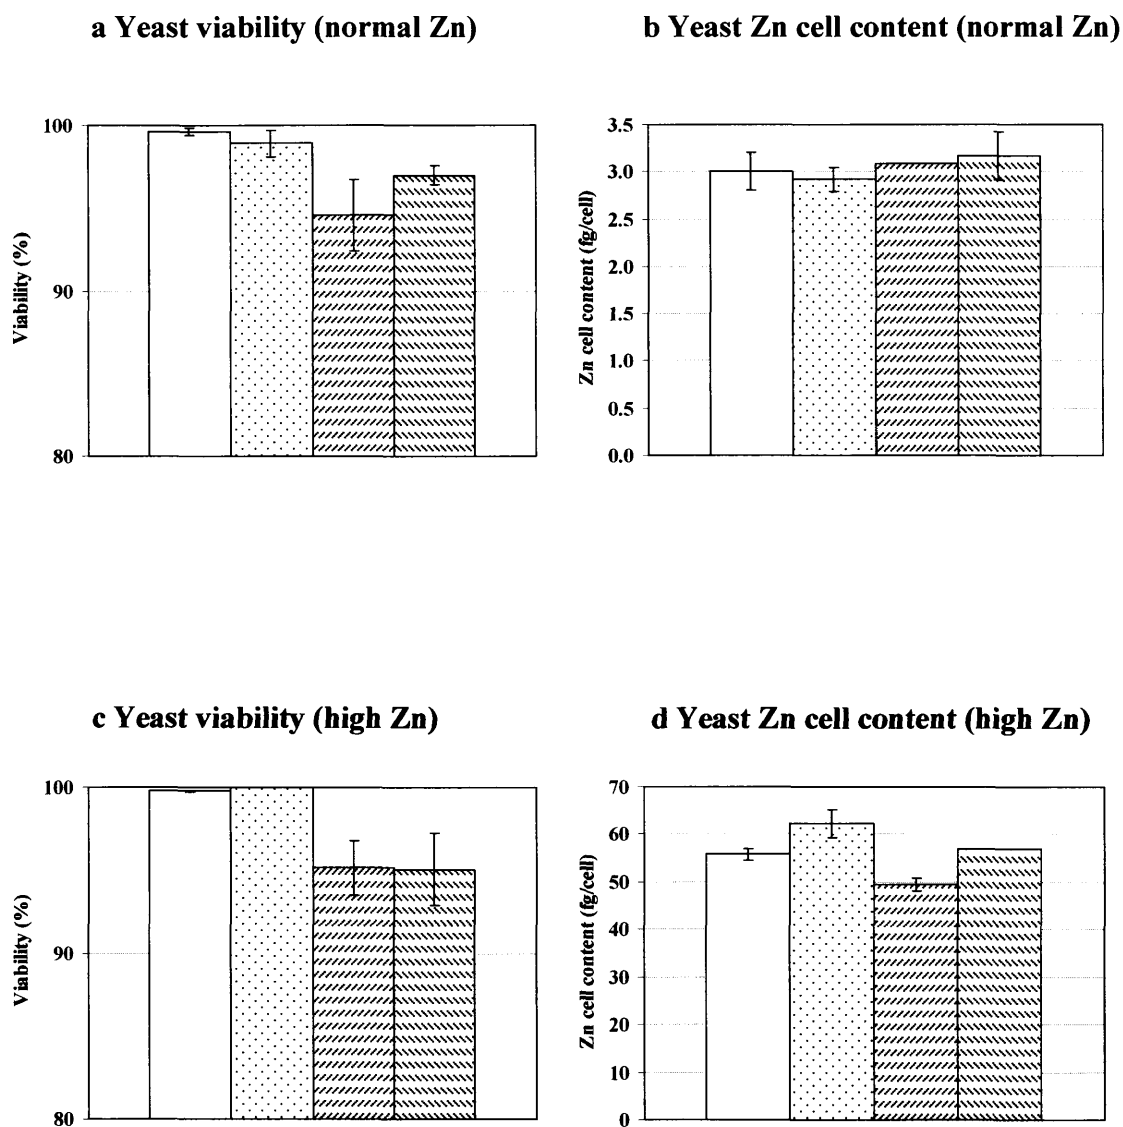 a Yeast viability (normal Zn)
b Yeast Zn cell content (normal Zn)
100
90
80
Viability (%)
3.5
3.0
2.5
2.0
1.5
1.0
0.5
0.0
Zn cell content (fg/cell)
c Yeast viability (high Zn)
d Yeast Zn cell content (high Zn)
100
90
80
Viability (%)
70
60
50
40
30
20
10
0
Zn cell content (fg/cell)